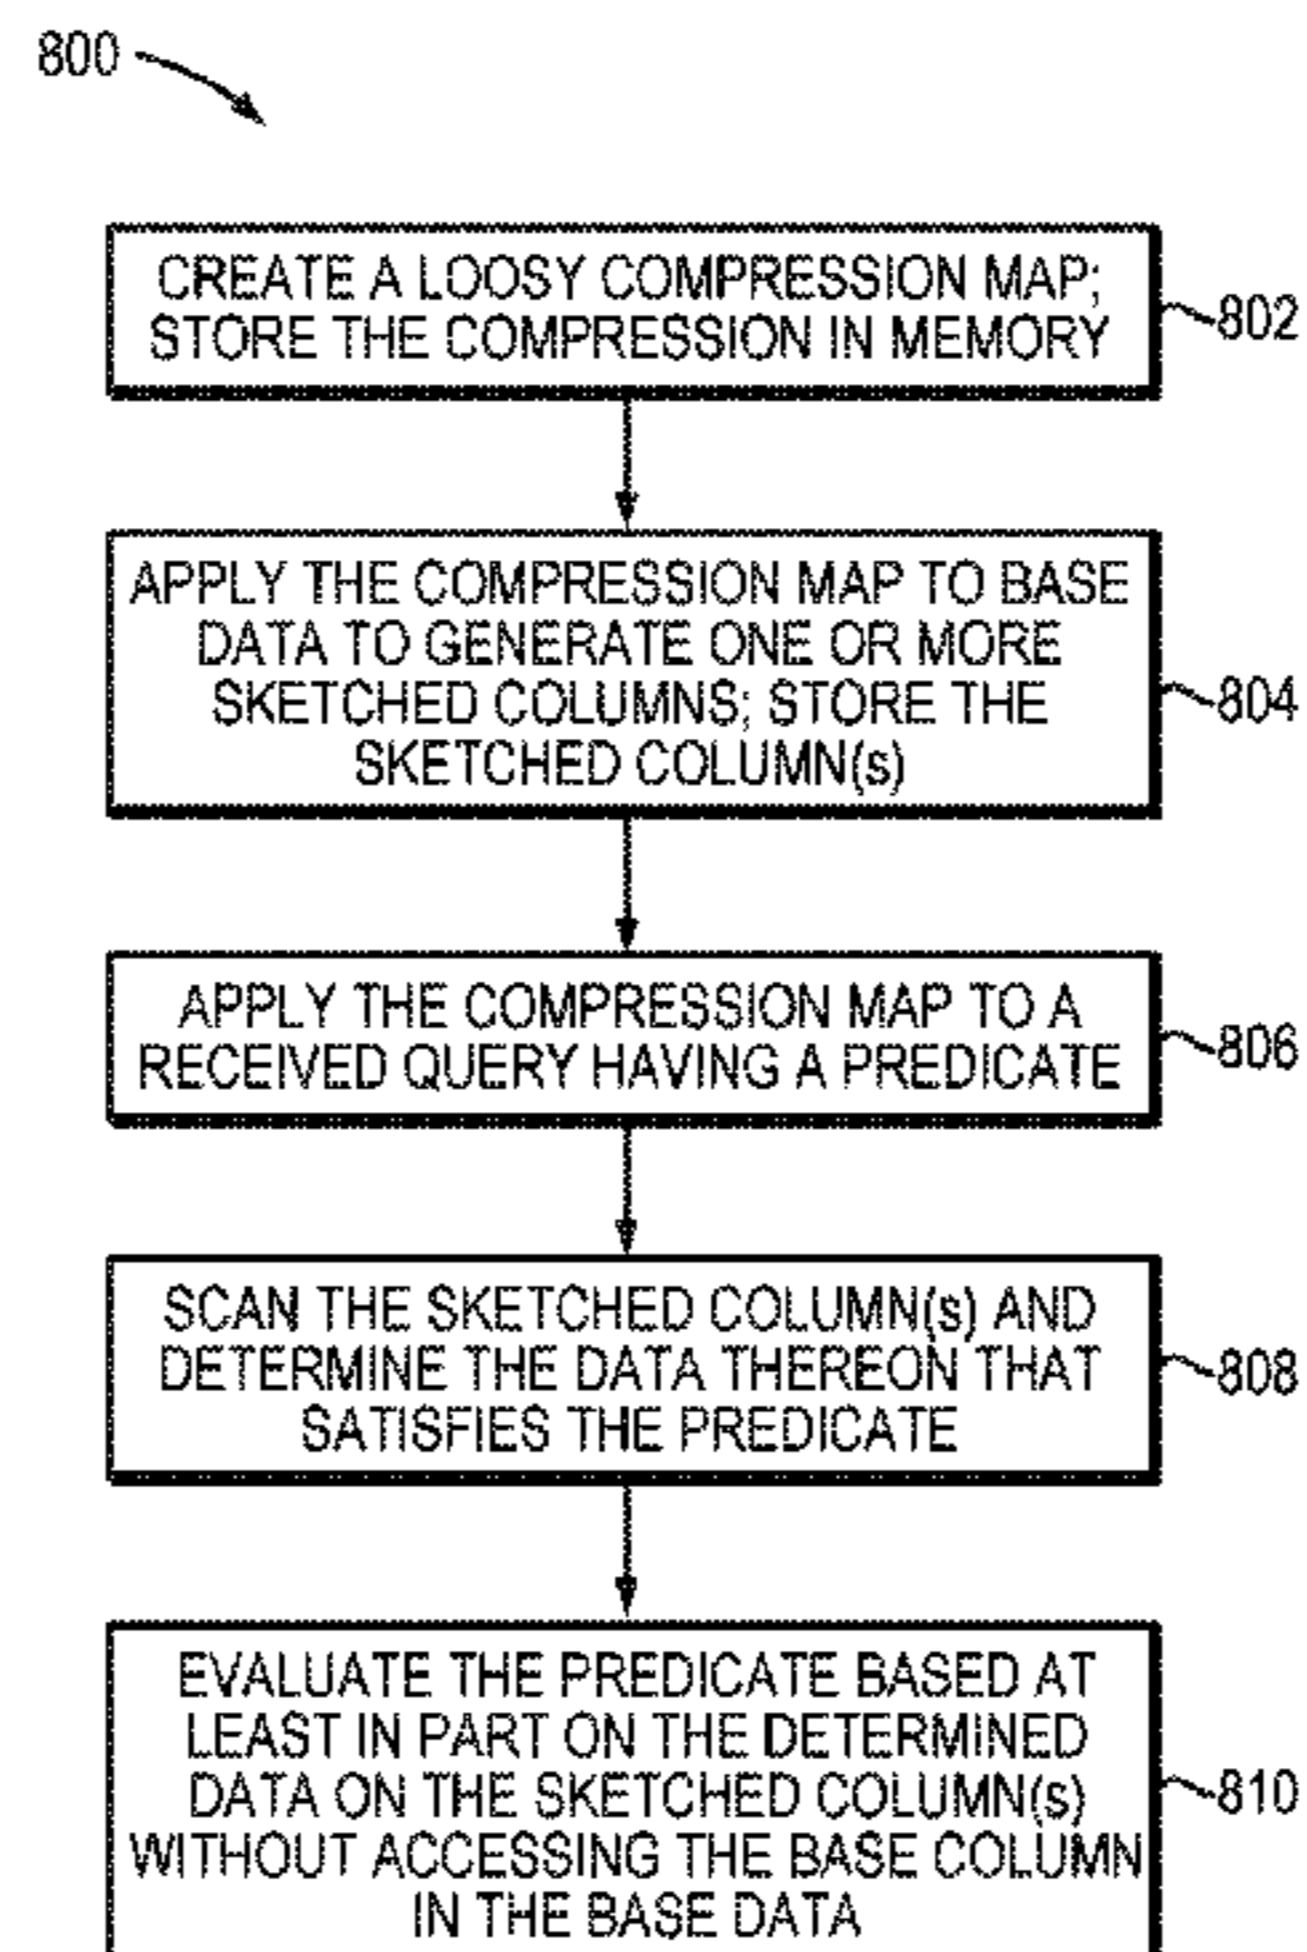 800
CREATE A LOOSY COMPRESSION MAP;
STORE THE COMPRESSION IN MEMORY
802
APPLY THE COMPRESSION MAP TO BASE
DATA TO GENERATE ONE OR MORE
SKETCHED COLUMNS; STORE THE
SKETCHED COLUMN(s)
804
APPLY THE COMPRESSION MAP TO A
RECEIVED QUERY HAVING A PREDICATE
806
SCAN THE SKETCHED COLUMN(s) AND
DETERMINE THE DATA THEREON THAT
SATISFIES THE PREDICATE
808
EVALUATE THE PREDICATE BASED AT
LEAST IN PART ON THE DETERMINED
DATA ON THE SKETCHED COLUMN(s)
WITHOUT ACCESSING THE BASE COLUMN
IN THE BASE DATA
810